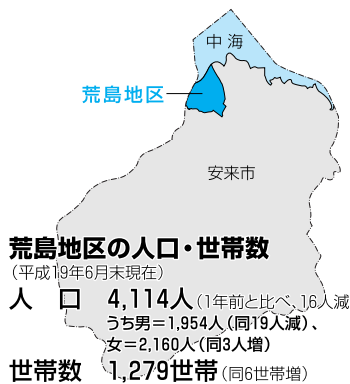 中海
荒島地区
安来市
荒島地区の人口・世帯数
（平成19年6月末現在）
人　口　4,114人（1年前と比べ、16人減
うち男＝1,954人（同19人減）、
女＝2,160人（同3人増）
世帯数　1,279世帯（同6世帯増）